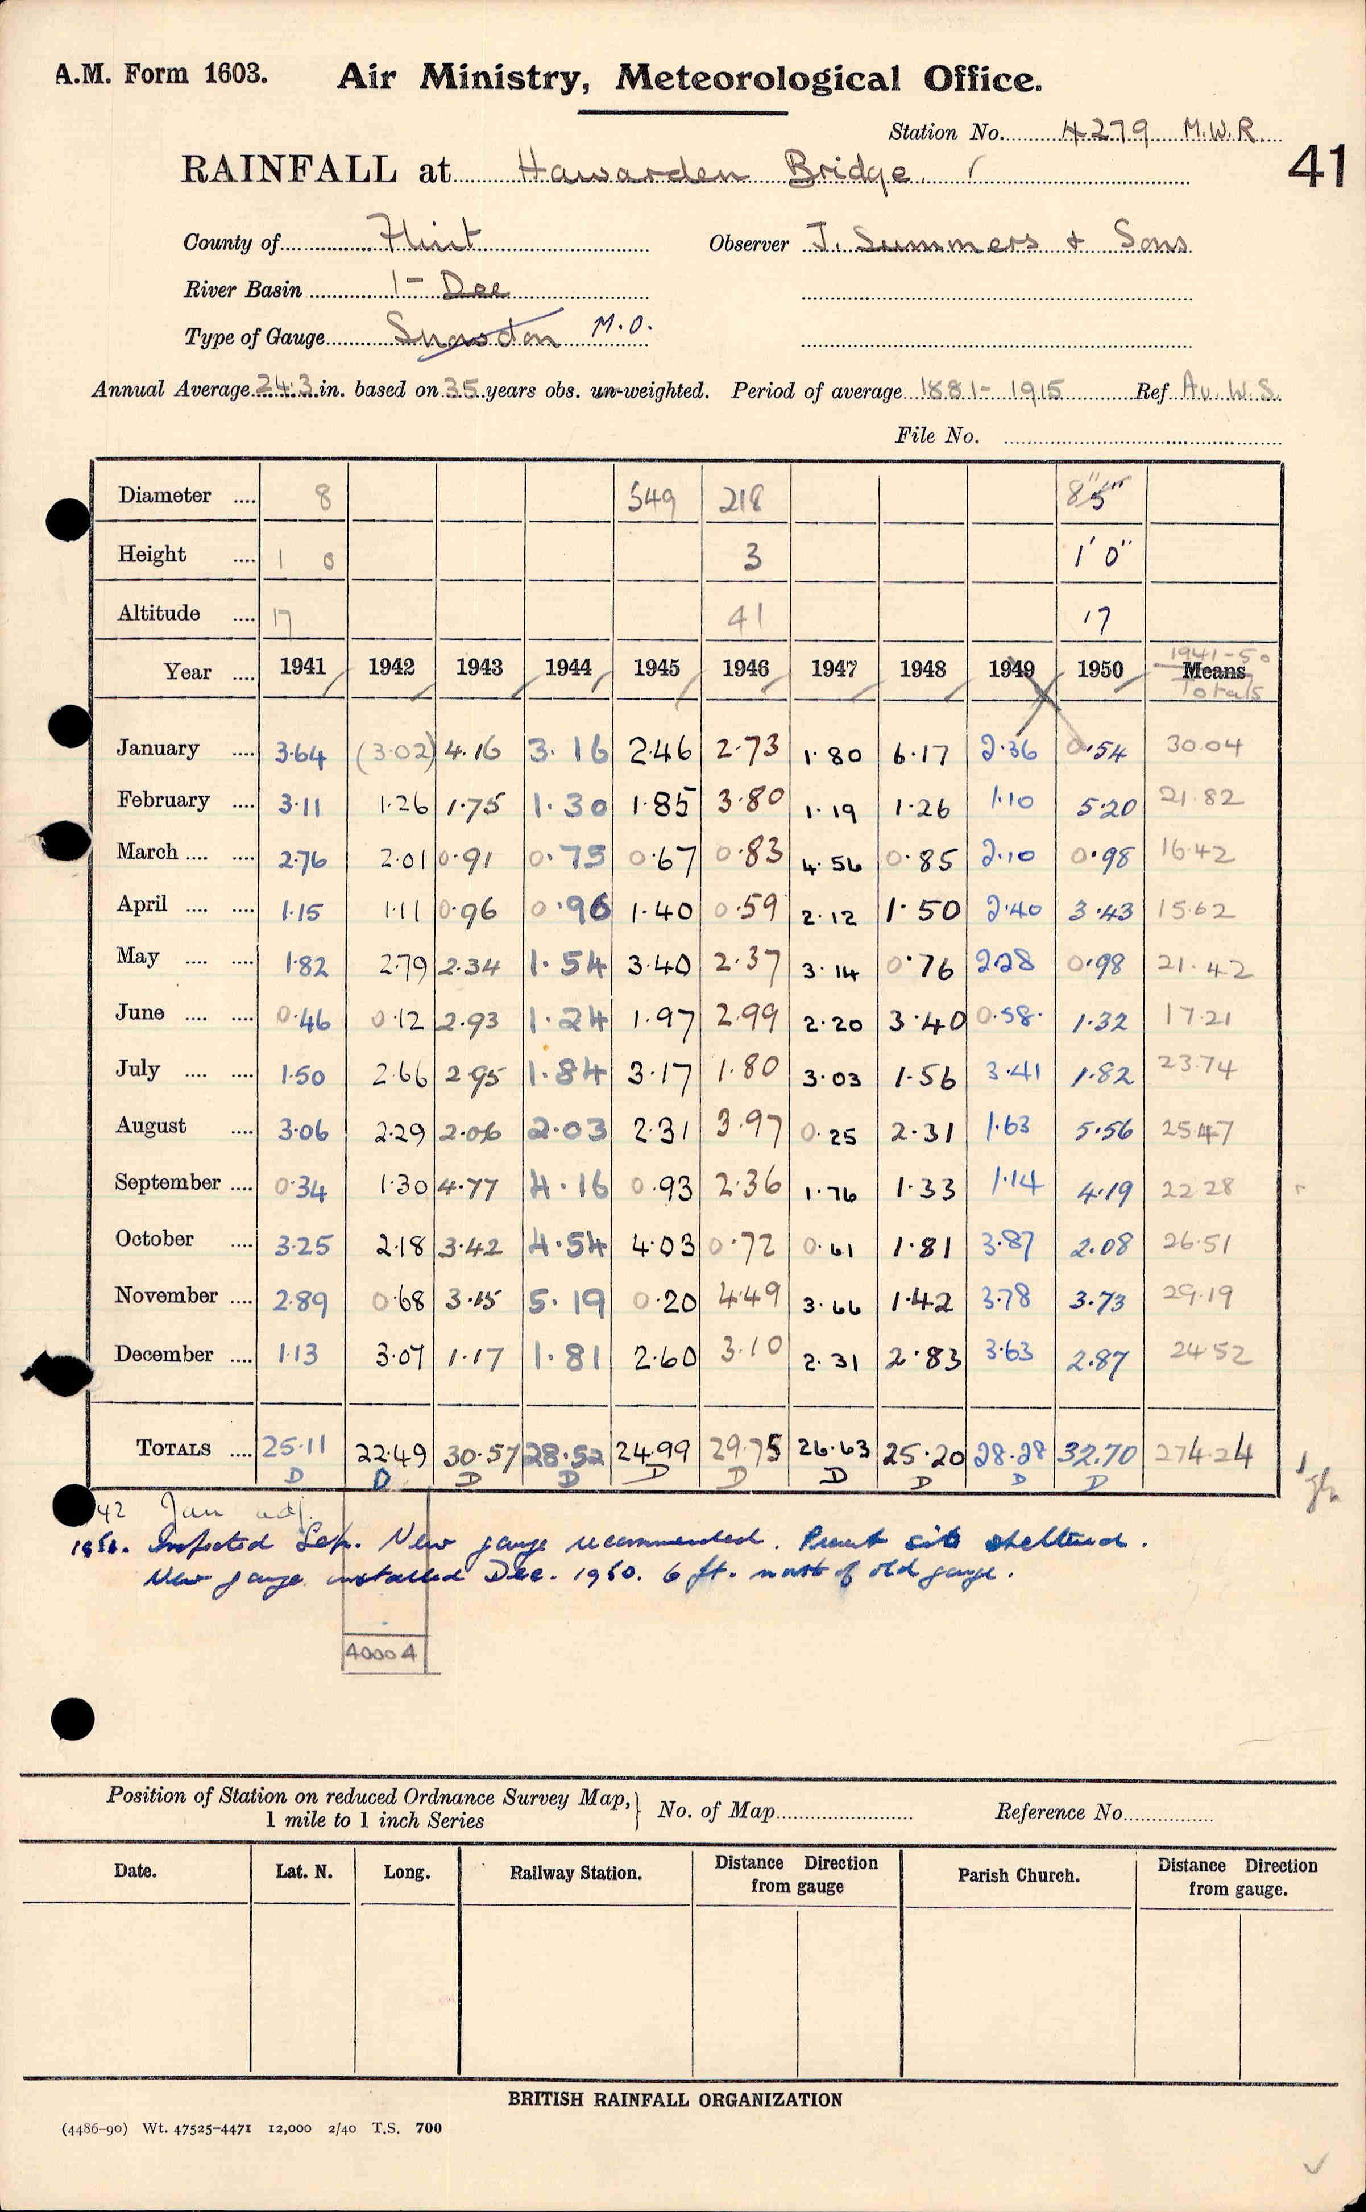 A.M. Form 1603. Air Ministry, Meteorological Office.
Station No. 4279 M.W.R.
41
RAINFALL at Hawarden Bridge
County of Flint Observer J. Summers & Sons
River Basin 1 - Dee
Type of Gauge Snowdon M.O.
Annual Average 24.3 in. based on 35 years obs. un-weighted. Period of average 1881 - 1915 Ref Av. W.S.
File No.
Diameter 8 549 218 8" 5"
Height 1 0 3 1' 0"
Altitude 17 41 17
Year 1941 1942 1943 1944 1945 1946 1947 1948 1949 1950 1941-50 Means Totals
January 3.64 (3.02) 4.16 3.16 2.46 2.73 1.80 6.17 2.36 0.54 30.04
February 3.11 1.26 1.75 1.30 1.85 3.80 1.19 1.26 1.10 5.20 21.82
March 2.76 2.01 0.91 0.75 0.67 0.83 4.56 0.85 2.10 0.98 16.42
April 1.15 1.11 0.96 0.96 1.40 0.59 2.12 1.50 2.40 3.43 15.62
May 1.82 2.79 2.34 1.54 3.40 2.37 3.14 0.76 2.28 0.98 21.42
June 0.46 0.12 2.93 1.24 1.97 2.99 2.20 3.40 0.58 1.32 17.21
July 1.50 2.66 2.95 1.84 3.17 1.80 3.03 1.56 3.41 1.82 23.74
August 3.06 2.29 2.06 2.03 2.31 3.97 0.25 2.31 1.63 5.56 25.47
September 0.34 1.30 4.77 4.16 0.93 2.36 1.76 1.33 1.14 4.19 22.28
October 3.25 2.18 3.42 4.54 4.03 0.72 0.61 1.81 3.87 2.08 26.51
November 2.89 0.68 3.15 5.19 0.20 4.49 3.66 1.42 3.78 3.73 29.19
December 1.13 3.07 1.17 1.81 2.60 3.10 2.31 2.83 3.63 2.87 24.52
TOTALS 25.11 22.49 30.57 28.52 24.99 29.75 26.63 25.20 28.28 32.70 274.24
D D D D D D D D D D
42 Jan adj.
1950. Inspected Sep. New gauge recommended. Present site sheltered.
New gauge installed Dec. 1950. 6 ft. north of old gauge.
40004
Position of Station on reduced Ordnance Survey Map, 1 mile to 1 inch Series } No. of Map Reference No.
Date. Lat. N. Long. Railway Station. Distance Direction from gauge Parish Church. Distance Direction from gauge.
BRITISH RAINFALL ORGANIZATION
(4486-90) Wt. 47525-4471 12,000 2/40 T.S. 700